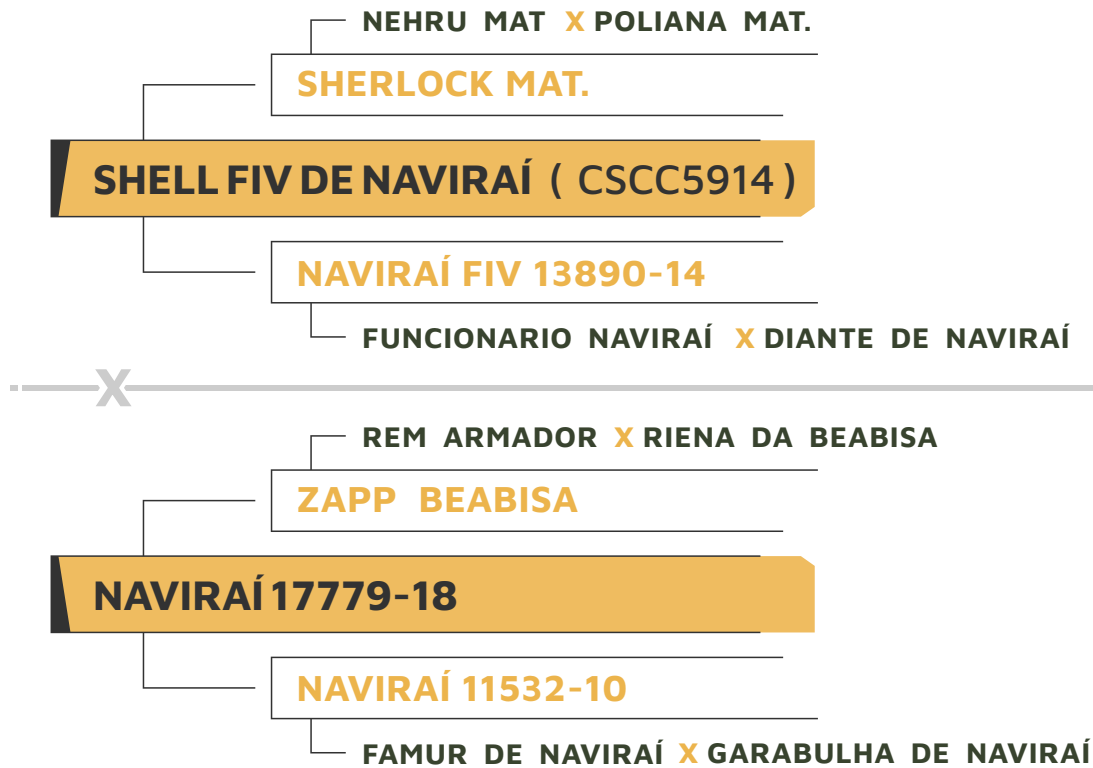 NEHRU MAT X POLIANA MAT.
SHERLOCK MAT.
SHELL FIV DE NAVIRAÍ ( CSCC5914 )
NAVIRAÍ FIV 13890-14
FUNCIONARIO NAVIRAÍ X DIANTE DE NAVIRAÍ
X
REM ARMADOR X RIENA DA BEABISA
ZAPP BEABISA
NAVIRAÍ 17779-18
NAVIRAÍ 11532-10
FAMUR DE NAVIRAÍ X GARABULHA DE NAVIRAÍ